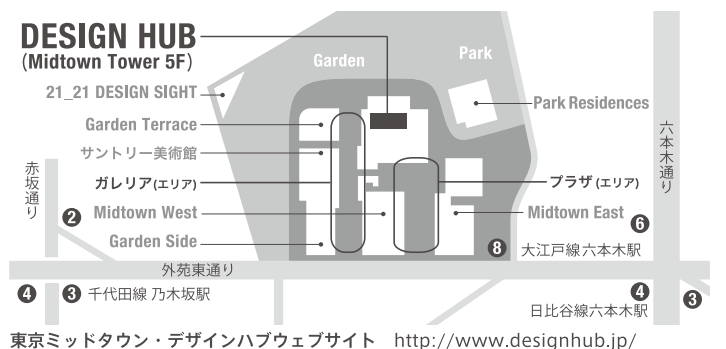 DESIGN HUB
(Midtown Tower 5F)
Garden
Park
21_21 DESIGN SIGHT
Park Residences
Garden Terrace
サントリー美術館
六本木通り
赤坂通り
ガレリア(エリア)
プラザ(エリア)
Midtown West
Midtown East
2
6
Garden Side
8 大江戸線 六本木駅
外苑東通り
4 3 千代田線 乃木坂駅
4 3
日比谷線六本木駅
東京ミッドタウン・デザインハブウェブサイト http://www.designhub.jp/